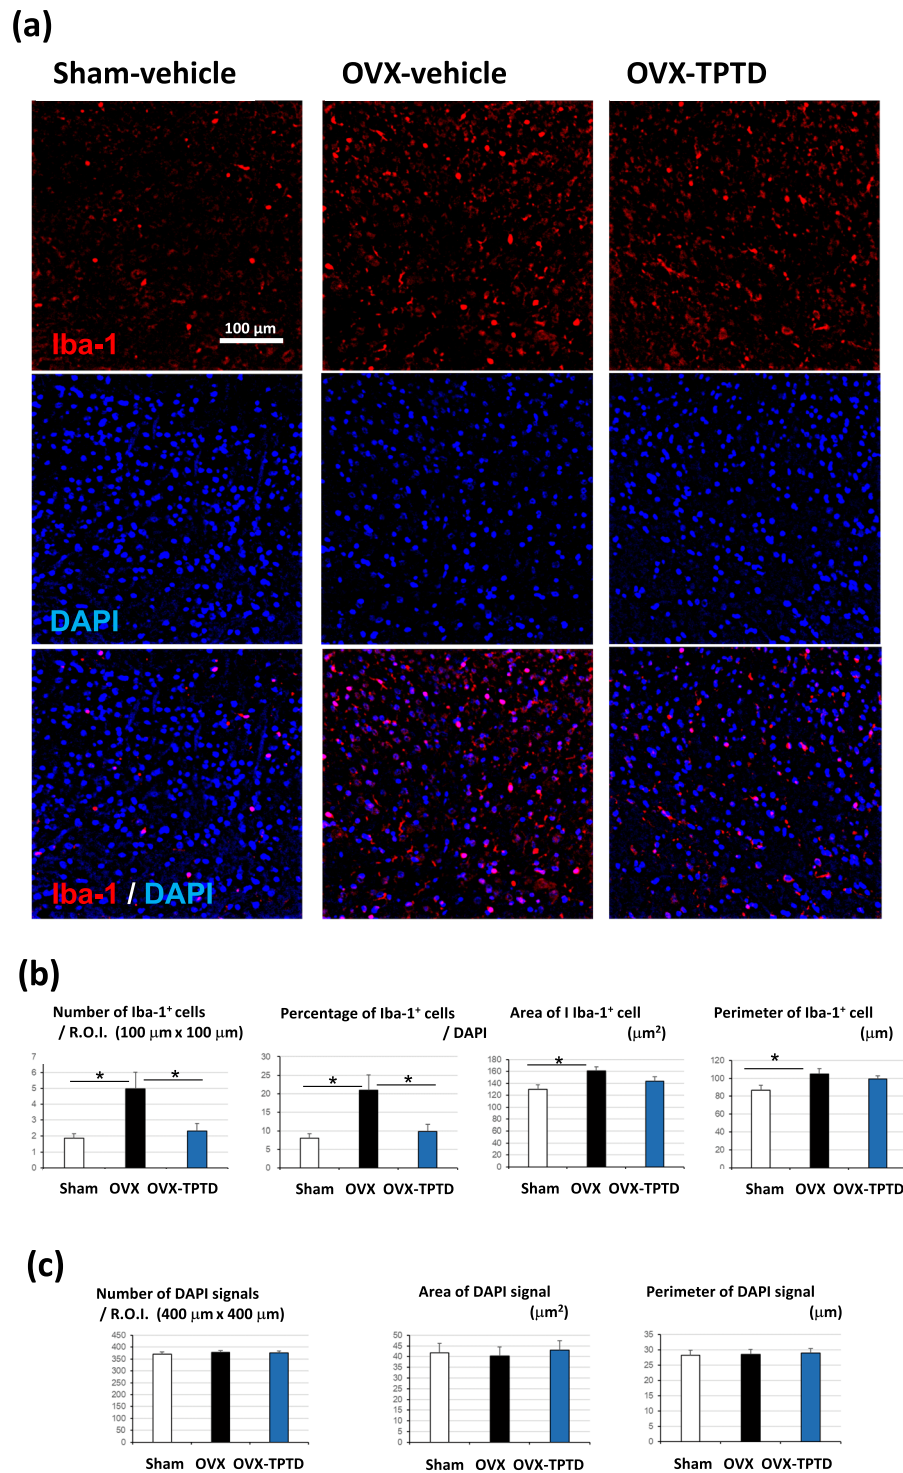 (a)
Sham-vehicle OVX-vehicle OVX-TPTD
Iba-1
100 μm
DAPI
Iba-1 / DAPI
(b)
Number of Iba-1⁺ cells
/ R.O.I. (100 μm x 100 μm)
7
6
5
4
3
2
1
0
* *
Sham OVX OVX-TPTD
Percentage of Iba-1⁺ cells
/ DAPI
30
25
20
15
10
5
0
* *
Sham OVX OVX-TPTD
Area of I Iba-1⁺ cell
(μm²)
180
160
140
120
100
80
60
40
20
0
*
Sham OVX OVX-TPTD
Perimeter of Iba-1⁺ cell
(μm)
120
100
80
60
40
20
0
*
Sham OVX OVX-TPTD
(c)
Number of DAPI signals
/ R.O.I. (400 μm x 400 μm)
450
400
350
300
250
200
150
100
50
0
Sham OVX OVX-TPTD
Area of DAPI signal
(μm²)
50
45
40
35
30
25
20
15
10
5
0
Sham OVX OVX-TPTD
Perimeter of DAPI signal
(μm)
35
30
25
20
15
10
5
0
Sham OVX OVX-TPTD